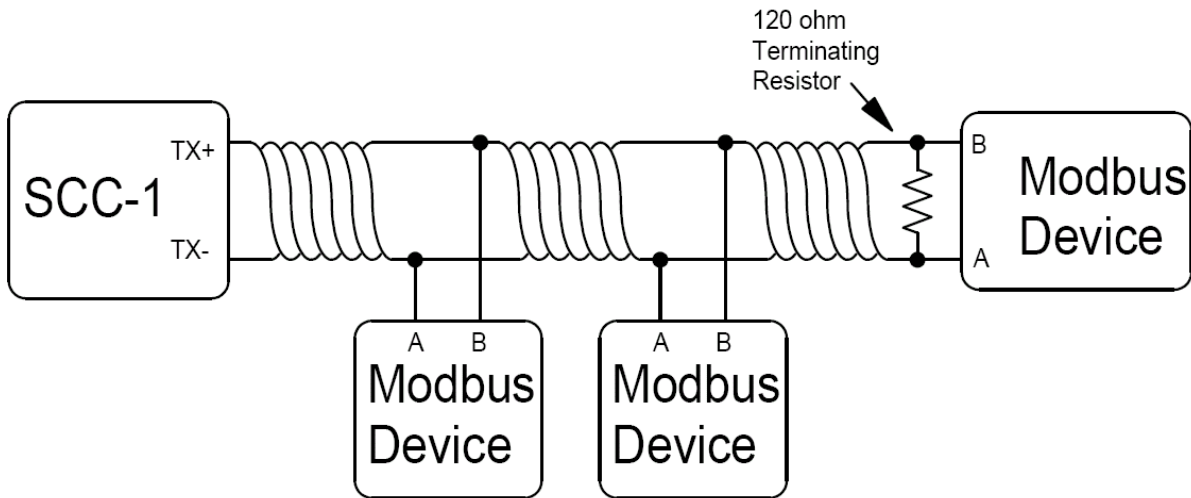 120 ohm
Terminating
Resistor
SCC-1
TX+
TX-
B
A
Modbus
Device
A B
Modbus
Device
A B
Modbus
Device